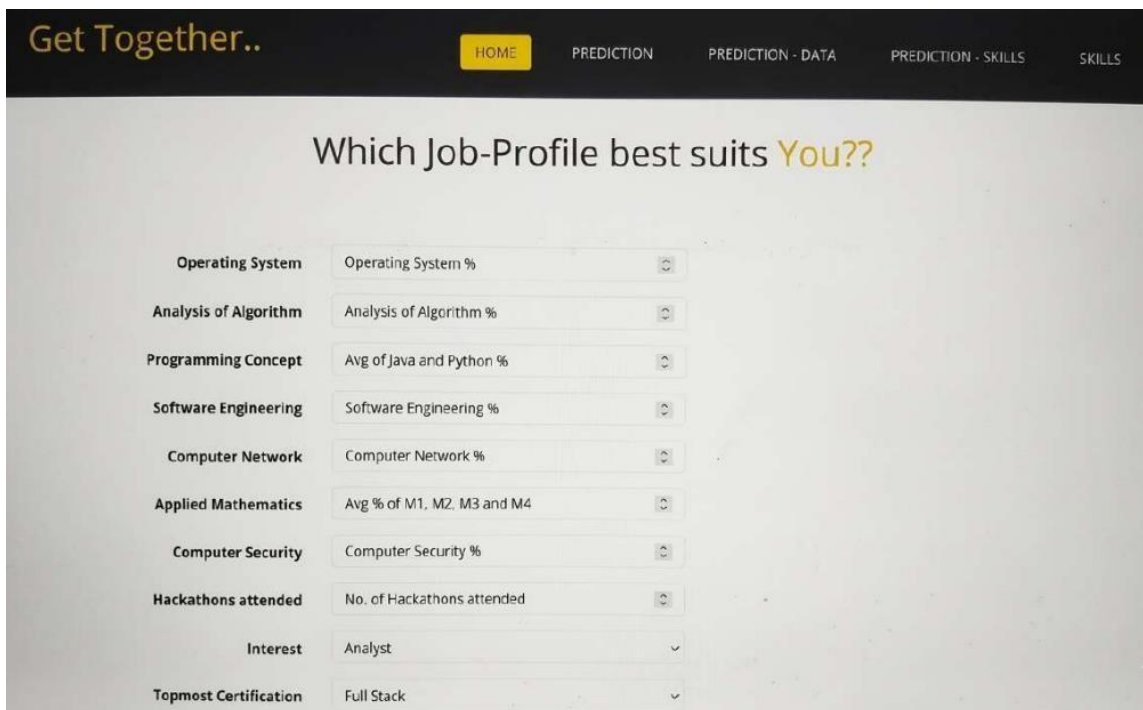 Get Together..
HOME PREDICTION PREDICTION - DATA PREDICTION - SKILLS SKILLS
Which Job-Profile best suits You??
Operating System Operating System %
Analysis of Algorithm Analysis of Algorithm %
Programming Concept Avg of Java and Python %
Software Engineering Software Engineering %
Computer Network Computer Network %
Applied Mathematics Avg % of M1, M2, M3 and M4
Computer Security Computer Security %
Hackathons attended No. of Hackathons attended
Interest Analyst
Topmost Certification Full Stack